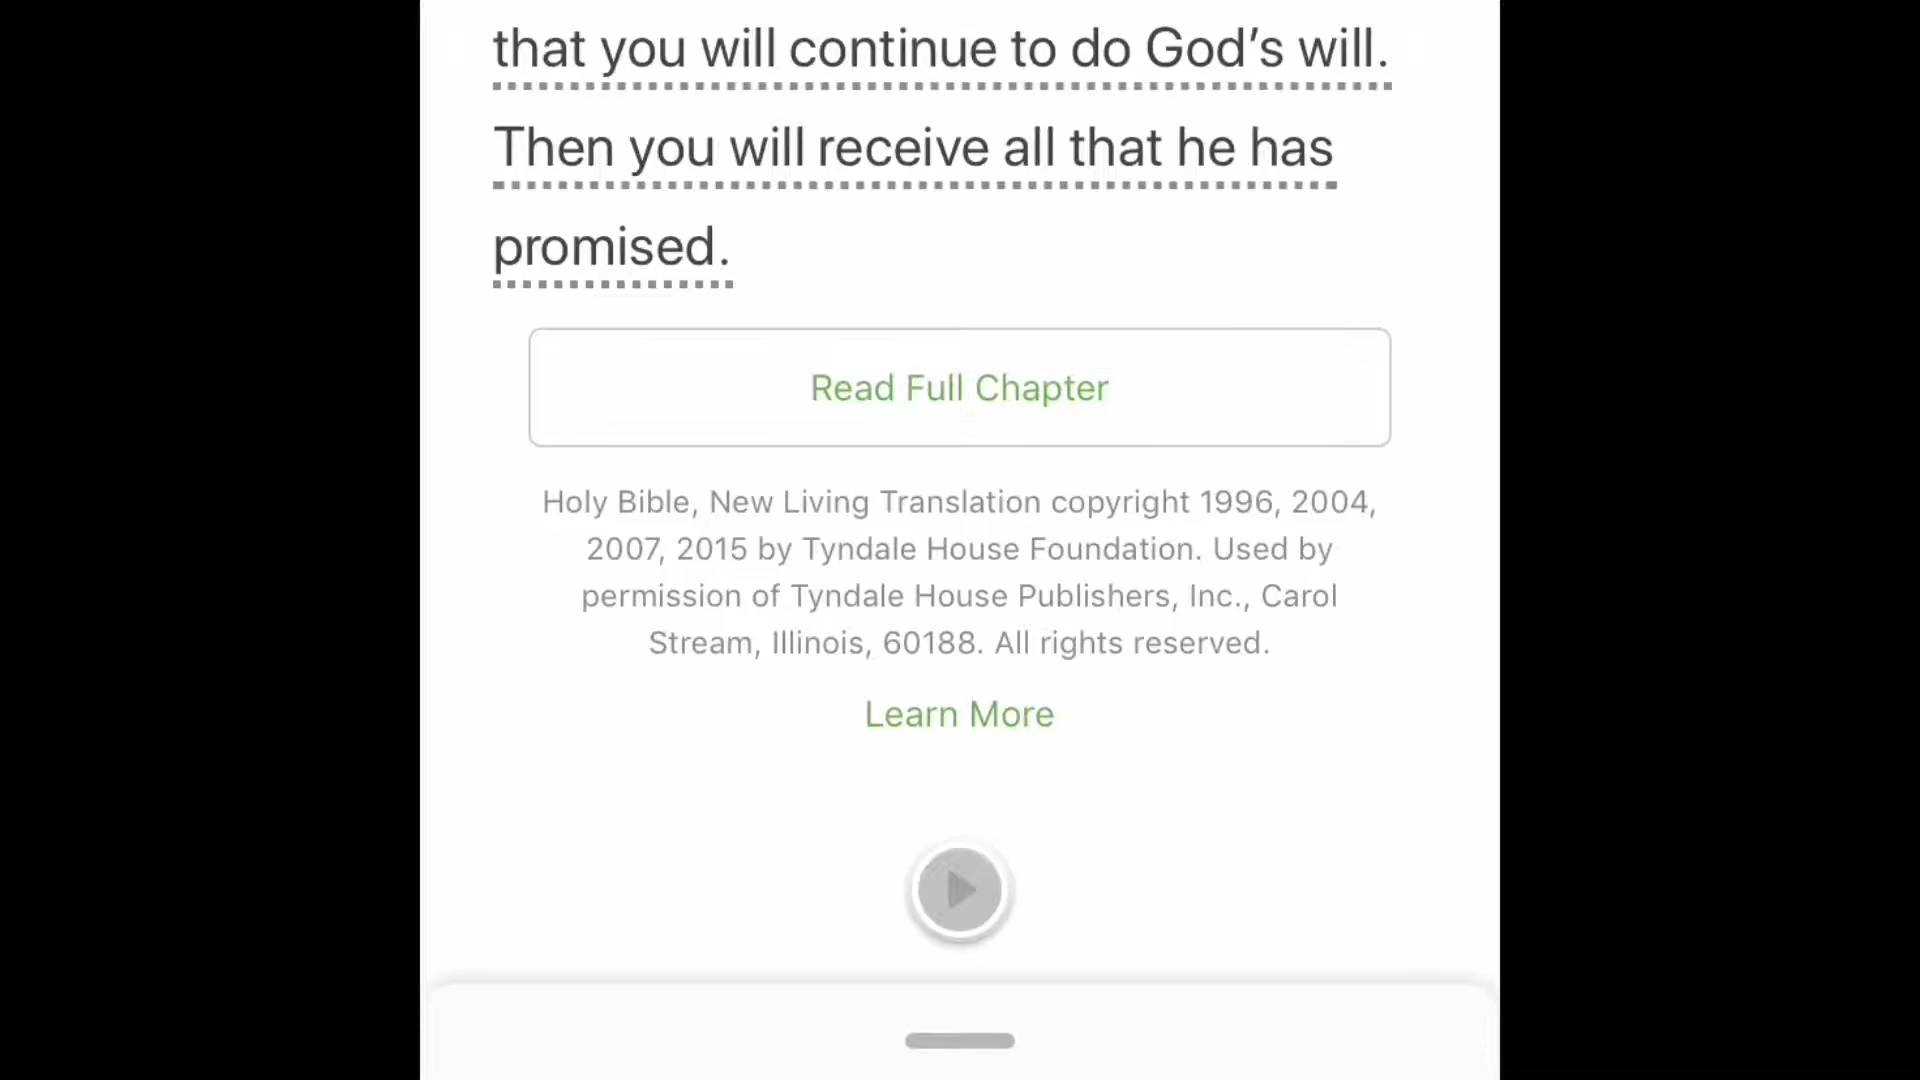 that you will continue to do God’s will.
Then you will receive all that he has
promised.
Read Full Chapter
Holy Bible, New Living Translation copyright 1996, 2004,
2007, 2015 by Tyndale House Foundation. Used by
permission of Tyndale House Publishers, Inc., Carol
Stream, Illinois, 60188. All rights reserved.
Learn More